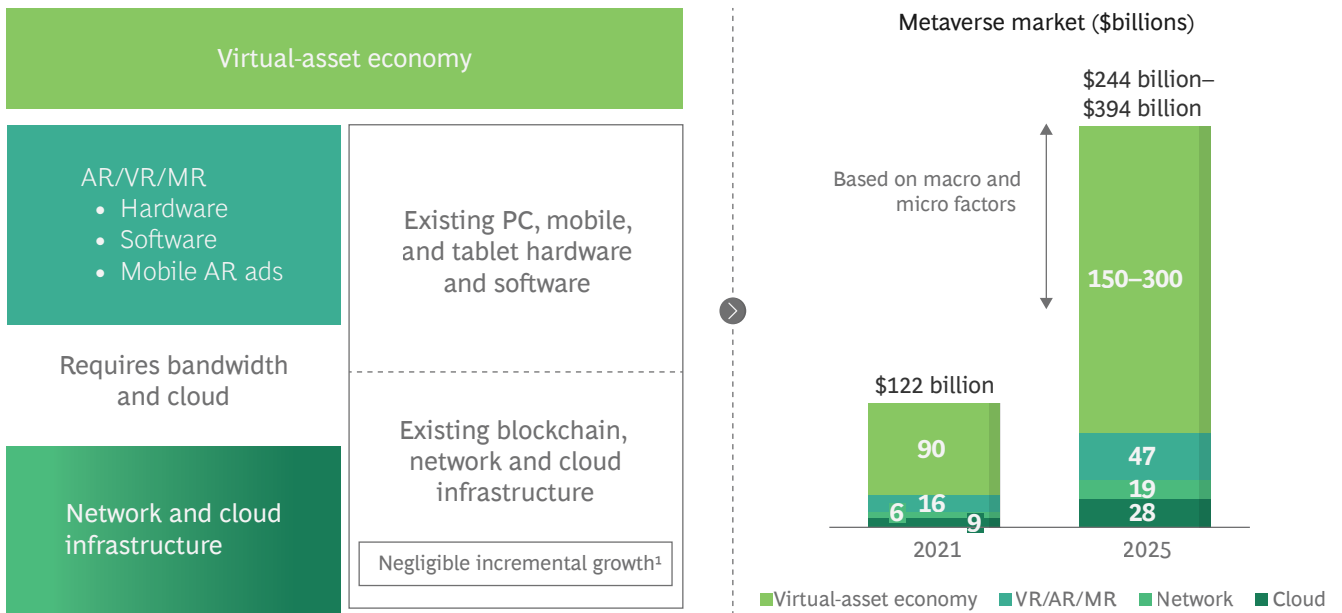 Virtual-asset economy
AR/VR/MR
• Hardware
• Software
• Mobile AR ads
Existing PC, mobile,
and tablet hardware
and software
Requires bandwidth
and cloud
Existing blockchain,
network and cloud
infrastructure
Network and cloud
infrastructure
Negligible incremental growth¹
Metaverse market ($billions)
$244 billion–
$394 billion
Based on macro and
micro factors
150–300
$122 billion
90
47
16
19
6
9
28
2021
2025
Virtual-asset economy
VR/AR/MR
Network
Cloud